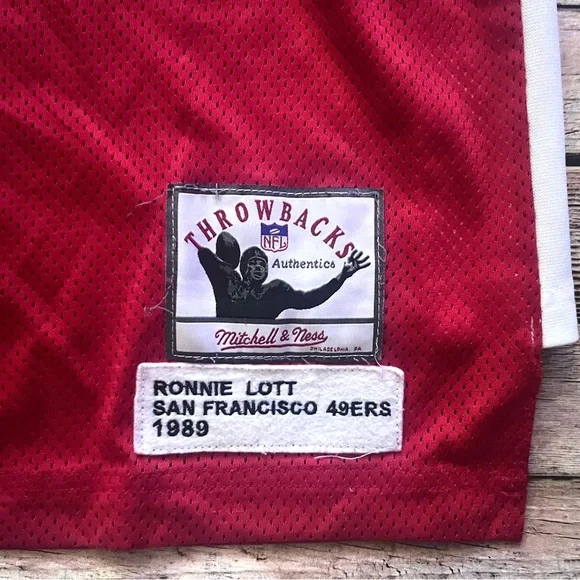 THROWBACKS
NFL
Authentics
Mitchell & Ness
PHILADELPHIA, PA
RONNIE LOTT
SAN FRANCISCO 49ERS
1989